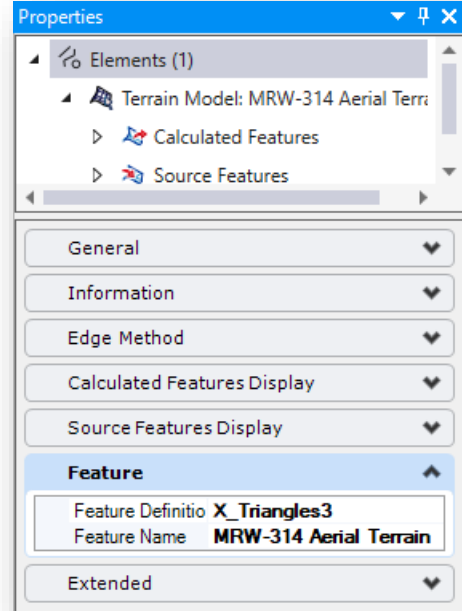 Properties
Elements (1)
Terrain Model: MRW-314 Aerial Terra
Calculated Features
Source Features
General
Information
Edge Method
Calculated Features Display
Source Features Display
Feature
Feature Definitio X_Triangles3
Feature Name MRW-314 Aerial Terrain
Extended